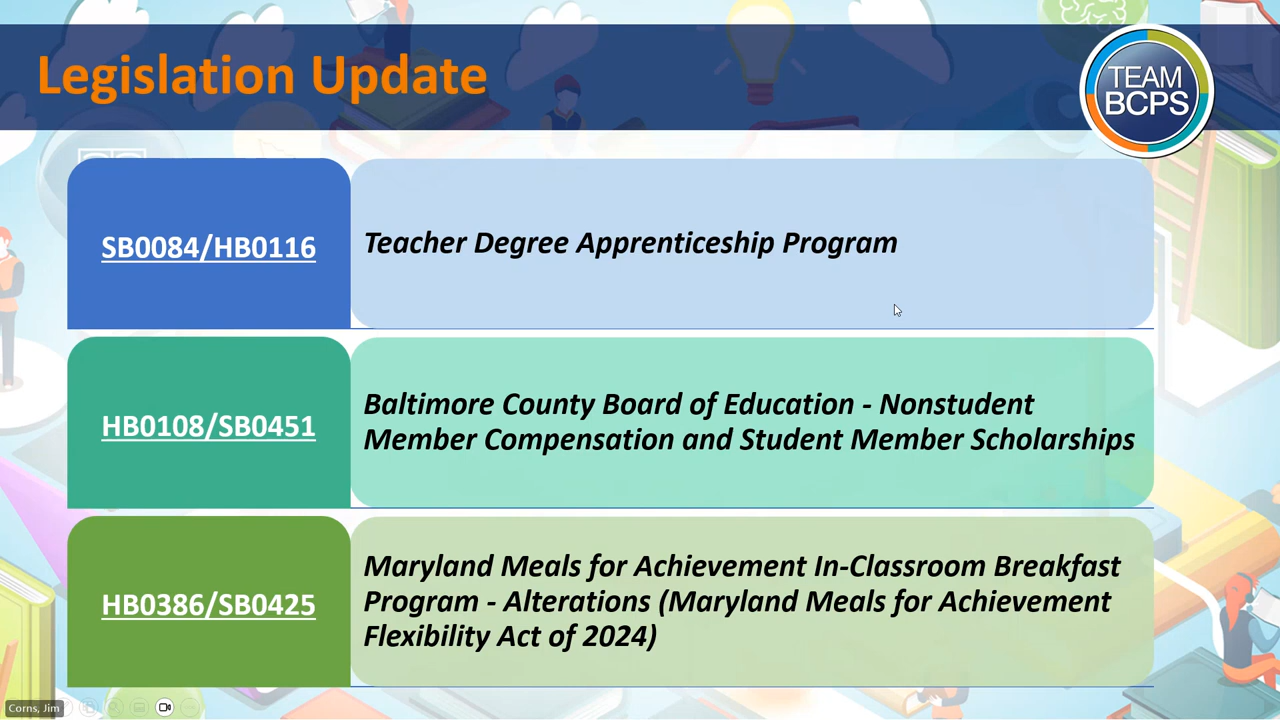 Legislation Update
TEAM
BCPS
SB0084/HB0116
Teacher Degree Apprenticeship Program
HB0108/SB0451
Baltimore County Board of Education - Nonstudent
Member Compensation and Student Member Scholarships
HB0386/SB0425
Maryland Meals for Achievement In-Classroom Breakfast
Program - Alterations (Maryland Meals for Achievement
Flexibility Act of 2024)
Corns, Jim